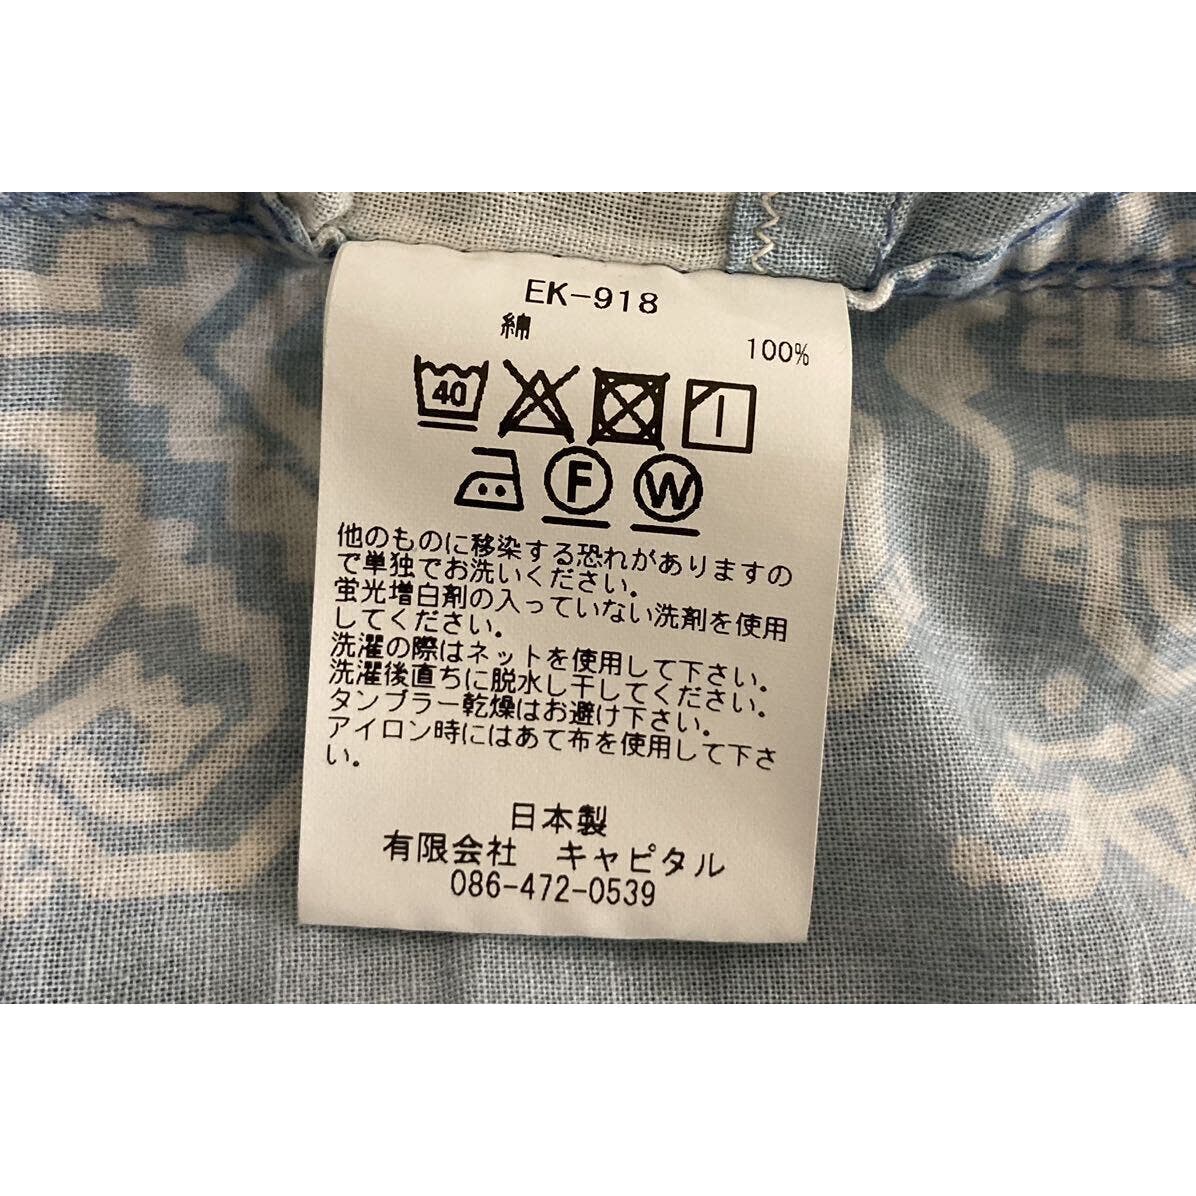 EK-918
綿 100%
40
F W
他のものに移染する恐れがありますの
で単独でお洗いください。
蛍光増白剤の入っていない洗剤を使用
してください。
洗濯の際はネットを使用して下さい。
洗濯後直ちに脱水し干してください。
タンブラー乾燥はお避け下さい。
アイロン時にはあて布を使用して下さ
い。
日本製
有限会社　キャピタル
086-472-0539